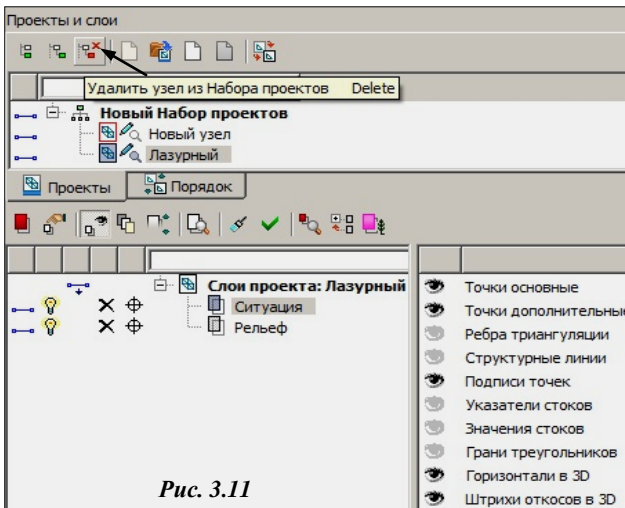 Проекты и слои
Удалить узел из Набора проектов Delete
Новый Набор проектов
Новый узел
Лазурный
Проекты Порядок
Слои проекта: Лазурный
Ситуация
Рельеф
Точки основные
Точки дополнительны
Ребра триангуляции
Структурные линии
Подписи точек
Указатели стоков
Значения стоков
Грани треугольников
Горизонтали в 3D
Штрихи откосов в 3D
Рис. 3.11